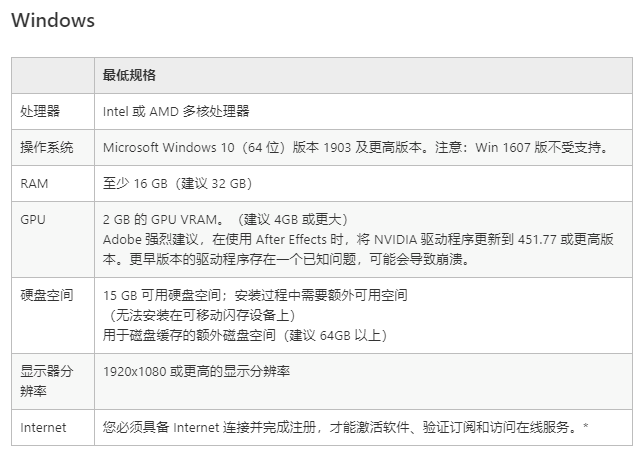 Windows
最低规格
处理器
Intel 或 AMD 多核处理器
操作系统
Microsoft Windows 10（64 位）版本 1903 及更高版本。注意：Win 1607 版不受支持。
RAM
至少 16 GB（建议 32 GB）
GPU
2 GB 的 GPU VRAM。（建议 4GB 或更大）
Adobe 强烈建议，在使用 After Effects 时，将 NVIDIA 驱动程序更新到 451.77 或更高版
本。更早版本的驱动程序存在一个已知问题，可能会导致崩溃。
硬盘空间
15 GB 可用硬盘空间；安装过程中需要额外可用空间
（无法安装在可移动闪存设备上）
用于磁盘缓存的额外磁盘空间（建议 64GB 以上）
显示器分
辨率
1920x1080 或更高的显示分辨率
Internet
您必须具备 Internet 连接并完成注册，才能激活软件、验证订阅和访问在线服务。*